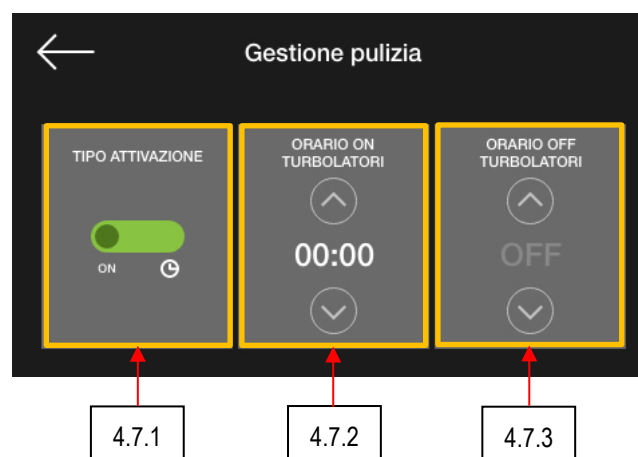 Gestione pulizia
TIPO ATTIVAZIONE
ON
ORARIO ON
TURBOLATORI
00:00
ORARIO OFF
TURBOLATORI
OFF
4.7.1
4.7.2
4.7.3